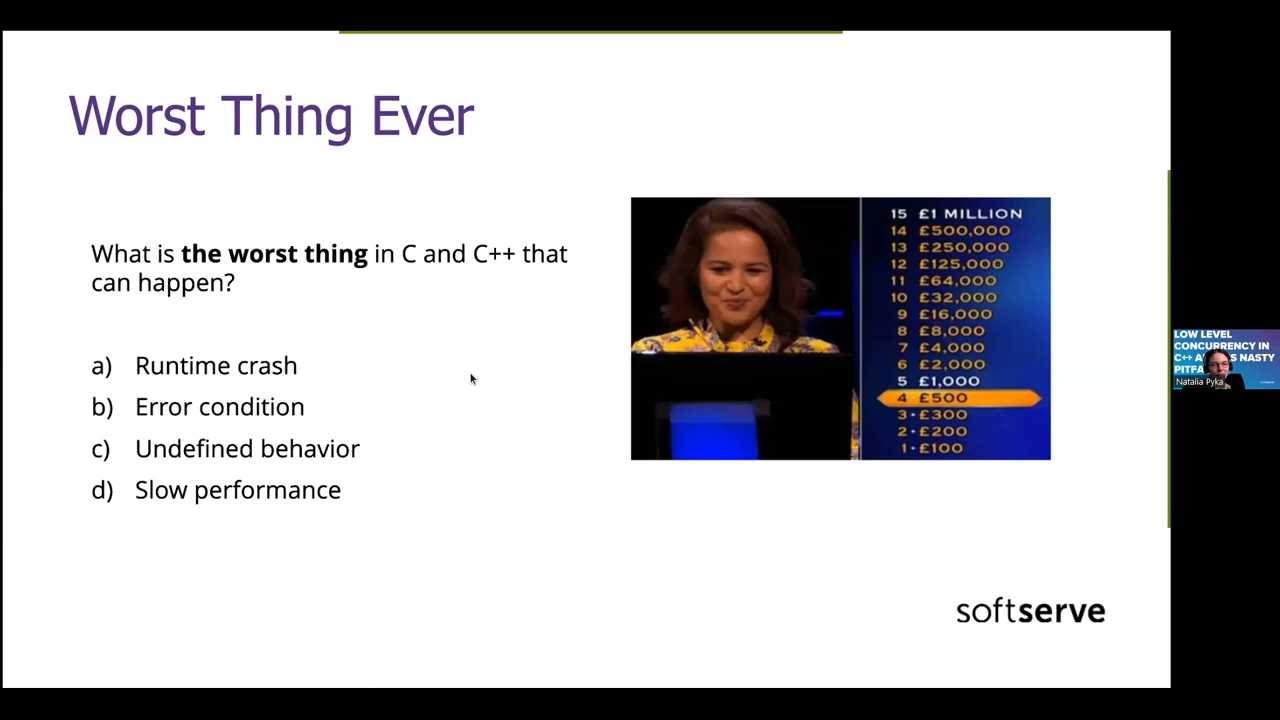 Worst Thing Ever
What is the worst thing in C and C++ that
can happen?
a) Runtime crash
b) Error condition
c) Undefined behavior
d) Slow performance
15 £1 MILLION
14 £500,000
13 £250,000
12 £125,000
11 £64,000
10 £32,000
9 £16,000
8 £8,000
7 £4,000
6 £2,000
5 £1,000
4 · £500
3 · £300
2 · £200
1 · £100
softserve
LOW LEVEL
CONCURRENCY IN
C++ A S NASTY
PITFA
Natalia Pyka